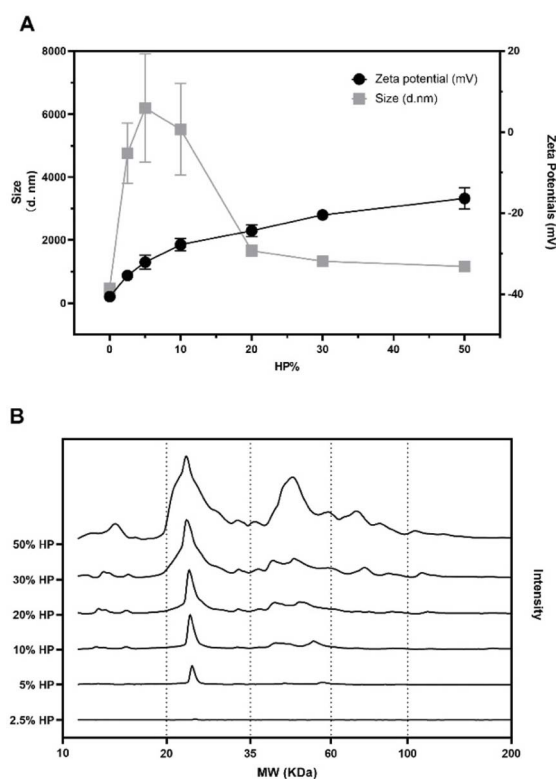 A
8000
6000
4000
2000
0
Size
(d. nm)
20
0
-20
-40
Zeta Potentials
(mV)
Zeta potential (mV)
Size (d.nm)
0 10 20 30 40 50
HP%
B
50% HP
30% HP
20% HP
10% HP
5% HP
2.5% HP
Intensity
10 20 35 60 100 200
MW (KDa)